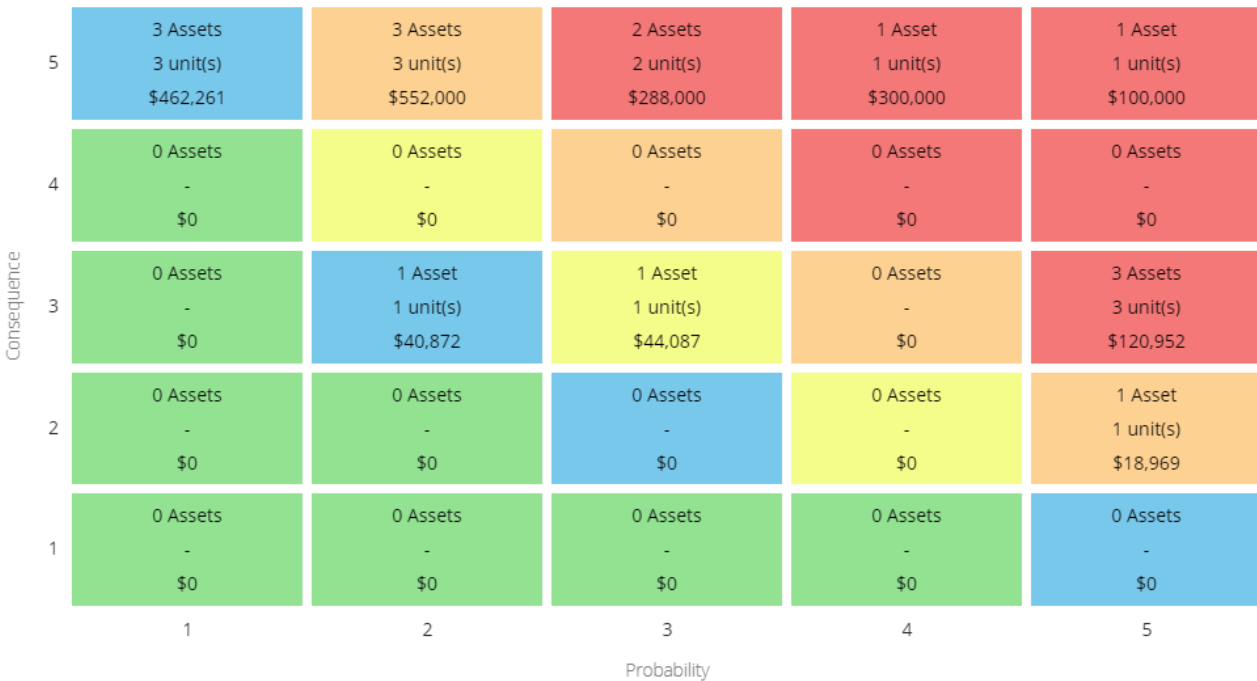 5
3 Assets
3 unit(s)
$462,261
3 Assets
3 unit(s)
$552,000
2 Assets
2 unit(s)
$288,000
1 Asset
1 unit(s)
$300,000
1 Asset
1 unit(s)
$100,000
4
0 Assets
-
$0
0 Assets
-
$0
0 Assets
-
$0
0 Assets
-
$0
0 Assets
-
$0
Consequence
3
0 Assets
-
$0
1 Asset
1 unit(s)
$40,872
1 Asset
1 unit(s)
$44,087
0 Assets
-
$0
3 Assets
3 unit(s)
$120,952
2
0 Assets
-
$0
0 Assets
-
$0
0 Assets
-
$0
0 Assets
-
$0
1 Asset
1 unit(s)
$18,969
1
0 Assets
-
$0
0 Assets
-
$0
0 Assets
-
$0
0 Assets
-
$0
0 Assets
-
$0
1
2
3
4
5
Probability